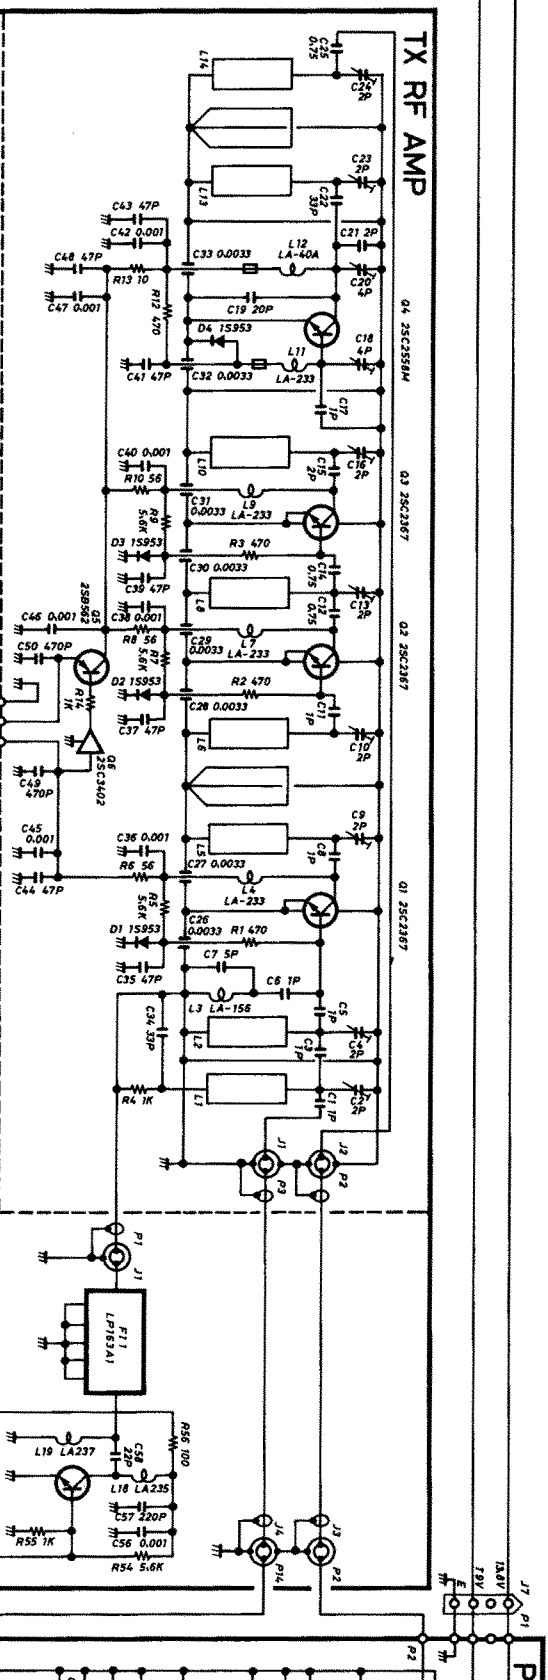 TX RF AMP
C25
0.75
L14
C24
2P
C23
2P
C22
33P
L13
C43 47P
C42 0.001
C21 2P
C48 47P
C33 0.0033
L12
LA-40A
C20
4P
R13 10
C47 0.001
R12 470
C19 20P
Q4 2SC2558M
D4 1S953
C18
4P
L11
LA-233
C41 47P
C32 0.0033
C17
1P
C40 0.001
L10
C15
2P
C16
2P
R10 56
C31
0.0033
L9
LA-233
Q3 2SC2367
R9
5.6K
D3 1S953
R3 470
C30 0.0033
C14
0.75
C39 47P
L8
C12
0.75
C13
2P
C46 0.001
C38 0.001
R8 56
C29
0.0033
L7
LA-233
Q2 2SC2367
Q5
2SB562
C50 470P
R7
5.6K
R14
1K
D2 1S953
R2 470
C28 0.0033
C11
1P
C37 47P
L6
C10
2P
Q6
2SC3402
C49
470P
C45
0.001
C36 0.001
L5
C8
1P
C9
2P
R6 56
C27 0.0033
C44 47P
L4
LA-233
R5
5.6K
C26
0.0033
Q1 2SC2367
D1 1S953
R1 470
C7 5P
C35 47P
C6 1P
L3 LA-156
C5
1P
C34 33P
L2
C3
1P
C4
2P
R4 1K
L1
C1 1P
C2
2P
J1
J2
P3
P2
P1
J1
FI1
LP163A1
R56 100
L19 LA237
C58
22P
L18 LA235
C57 220P
C56 0.001
R55 1K
R54 5.6K
J4
J3
P14
P2
J7
13.8V
T9V
E
P1
P2
P